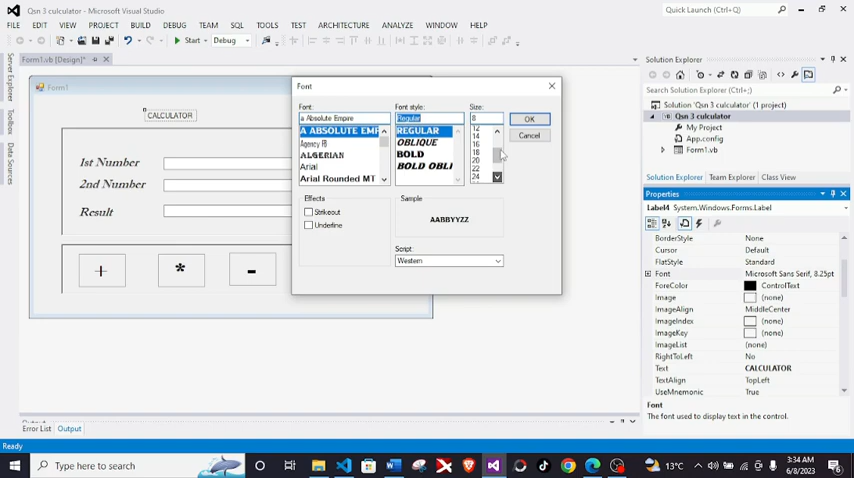 Qsn 3 culculator - Microsoft Visual Studio
Quick Launch (Ctrl+Q)
FILE EDIT VIEW PROJECT BUILD DEBUG TEAM SQL TOOLS TEST ARCHITECTURE ANALYZE WINDOW HELP
Start Debug
Form1.vb [Design]*
Server Explorer
Toolbox
Data Sources
Form1
CALCULATOR
1st Number
2nd Number
Result
+ * -
Font
Font: Font style: Size:
a Absolute Empire Regular 8
A ABSOLUTE EMP
Agency FB
ALGERIAN
Arial
Arial Rounded MT
REGULAR
OBLIQUE
BOLD
BOLD OBLI
12
14
16
18
20
22
24
OK
Cancel
Effects
Strikeout
Underline
Sample
AABBYYZZ
Script:
Western
Solution Explorer
Search Solution Explorer (Ctrl+;)
Solution 'Qsn 3 culculator' (1 project)
Qsn 3 culculator
My Project
App.config
Form1.vb
Solution Explorer Team Explorer Class View
Properties
Label4 System.Windows.Forms.Label
BorderStyle None
Cursor Default
FlatStyle Standard
Font Microsoft Sans Serif, 8.25pt
ForeColor ControlText
Image (none)
ImageAlign MiddleCenter
ImageIndex (none)
ImageKey (none)
ImageList (none)
RightToLeft No
Text CALCULATOR
TextAlign TopLeft
UseMnemonic True
Font
The font used to display text in the control.
Output
Error List Output
Ready
Type here to search
13°C
3:34 AM
6/8/2023